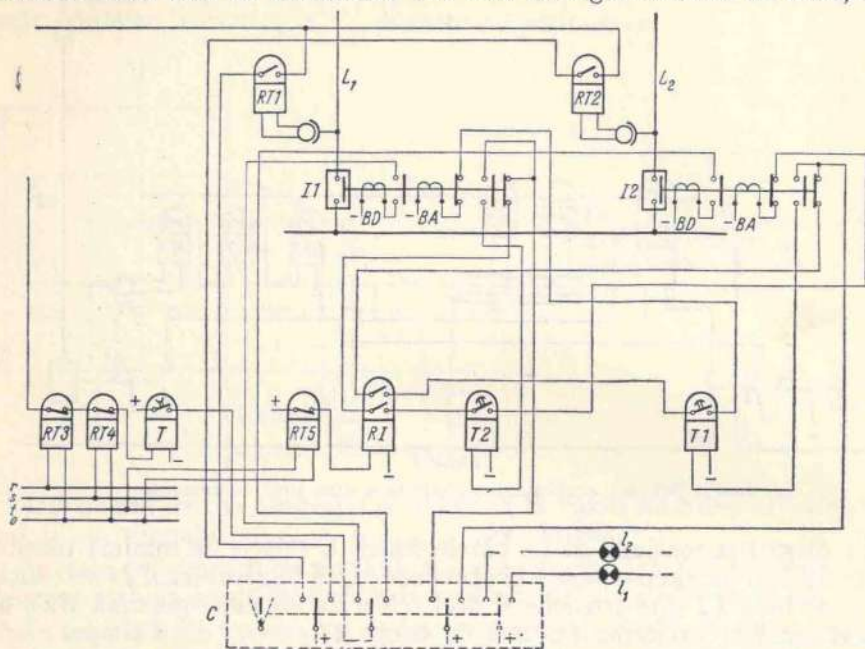 RT1
L₁
RT2
L₂
I1
-BD
-BA
I2
-BD
-BA
+
+
RT3
RT4
T
-
RT5
RI
-
T2
-
T1
-
r
s
t
o
l₂
l₁
C
+
+
+
+